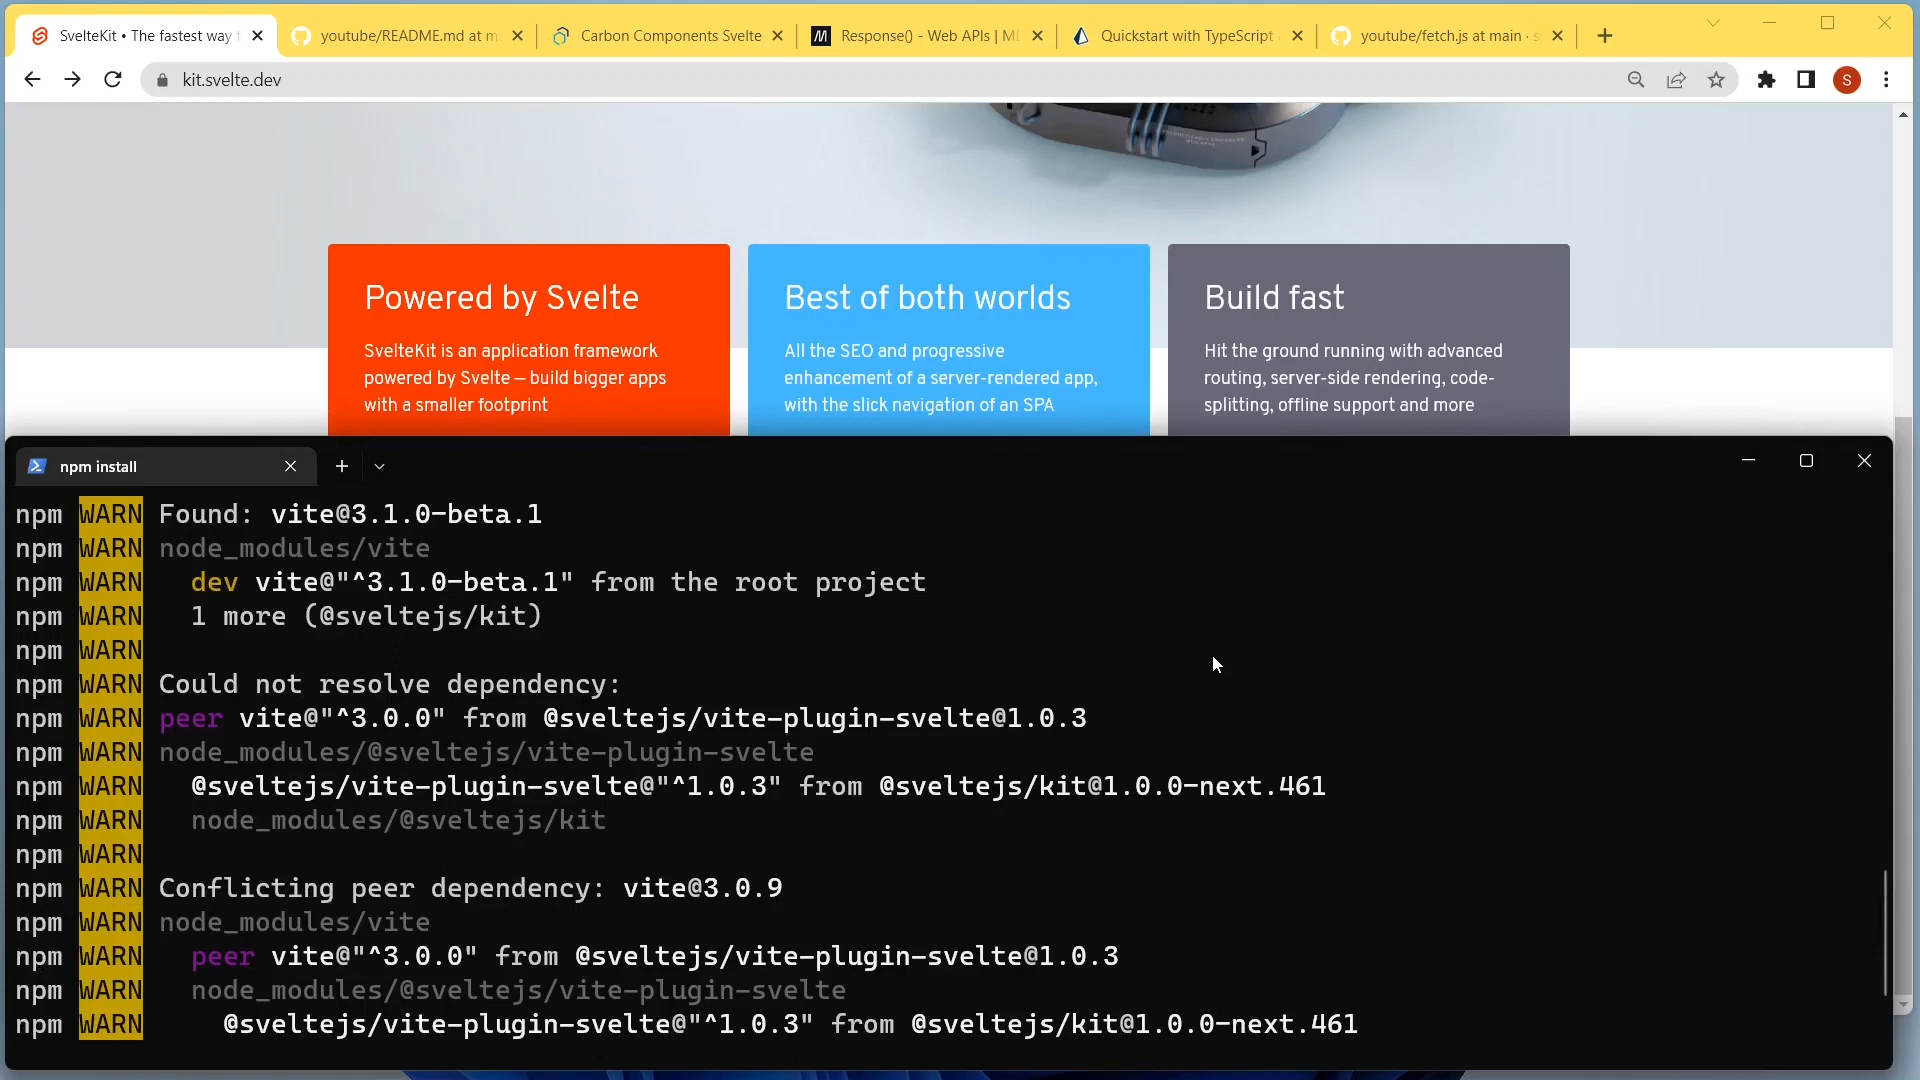 SvelteKit • The fastest way t
youtube/README.md at m
Carbon Components Svelte
Response() - Web APIs | M
Quickstart with TypeScript
youtube/fetch.js at main · s
kit.svelte.dev
S
Powered by Svelte
SvelteKit is an application framework
powered by Svelte – build bigger apps
with a smaller footprint
Best of both worlds
All the SEO and progressive
enhancement of a server-rendered app,
with the slick navigation of an SPA
Build fast
Hit the ground running with advanced
routing, server-side rendering, code-
splitting, offline support and more
npm install
npm WARN Found: vite@3.1.0-beta.1
npm WARN node_modules/vite
npm WARN   dev vite@"^3.1.0-beta.1" from the root project
npm WARN   1 more (@sveltejs/kit)
npm WARN
npm WARN Could not resolve dependency:
npm WARN peer vite@"^3.0.0" from @sveltejs/vite-plugin-svelte@1.0.3
npm WARN node_modules/@sveltejs/vite-plugin-svelte
npm WARN   @sveltejs/vite-plugin-svelte@"^1.0.3" from @sveltejs/kit@1.0.0-next.461
npm WARN   node_modules/@sveltejs/kit
npm WARN
npm WARN Conflicting peer dependency: vite@3.0.9
npm WARN node_modules/vite
npm WARN   peer vite@"^3.0.0" from @sveltejs/vite-plugin-svelte@1.0.3
npm WARN   node_modules/@sveltejs/vite-plugin-svelte
npm WARN     @sveltejs/vite-plugin-svelte@"^1.0.3" from @sveltejs/kit@1.0.0-next.461